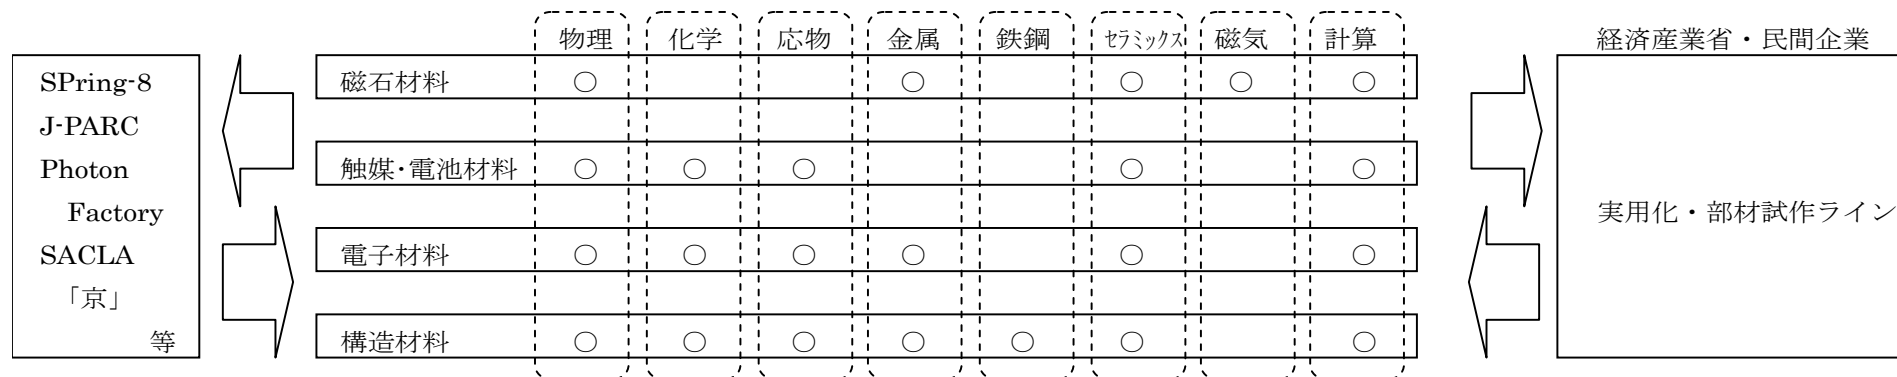 物理 化学 応物 金属 鉄鋼 セラミックス 磁気 計算
経済産業省・民間企業
SPring-8
J-PARC
Photon
Factory
SACLA
「京」
等
磁石材料 ○ ○ ○ ○ ○
触媒・電池材料 ○ ○ ○ ○ ○
電子材料 ○ ○ ○ ○ ○ ○
構造材料 ○ ○ ○ ○ ○ ○ ○
実用化・部材試作ライン